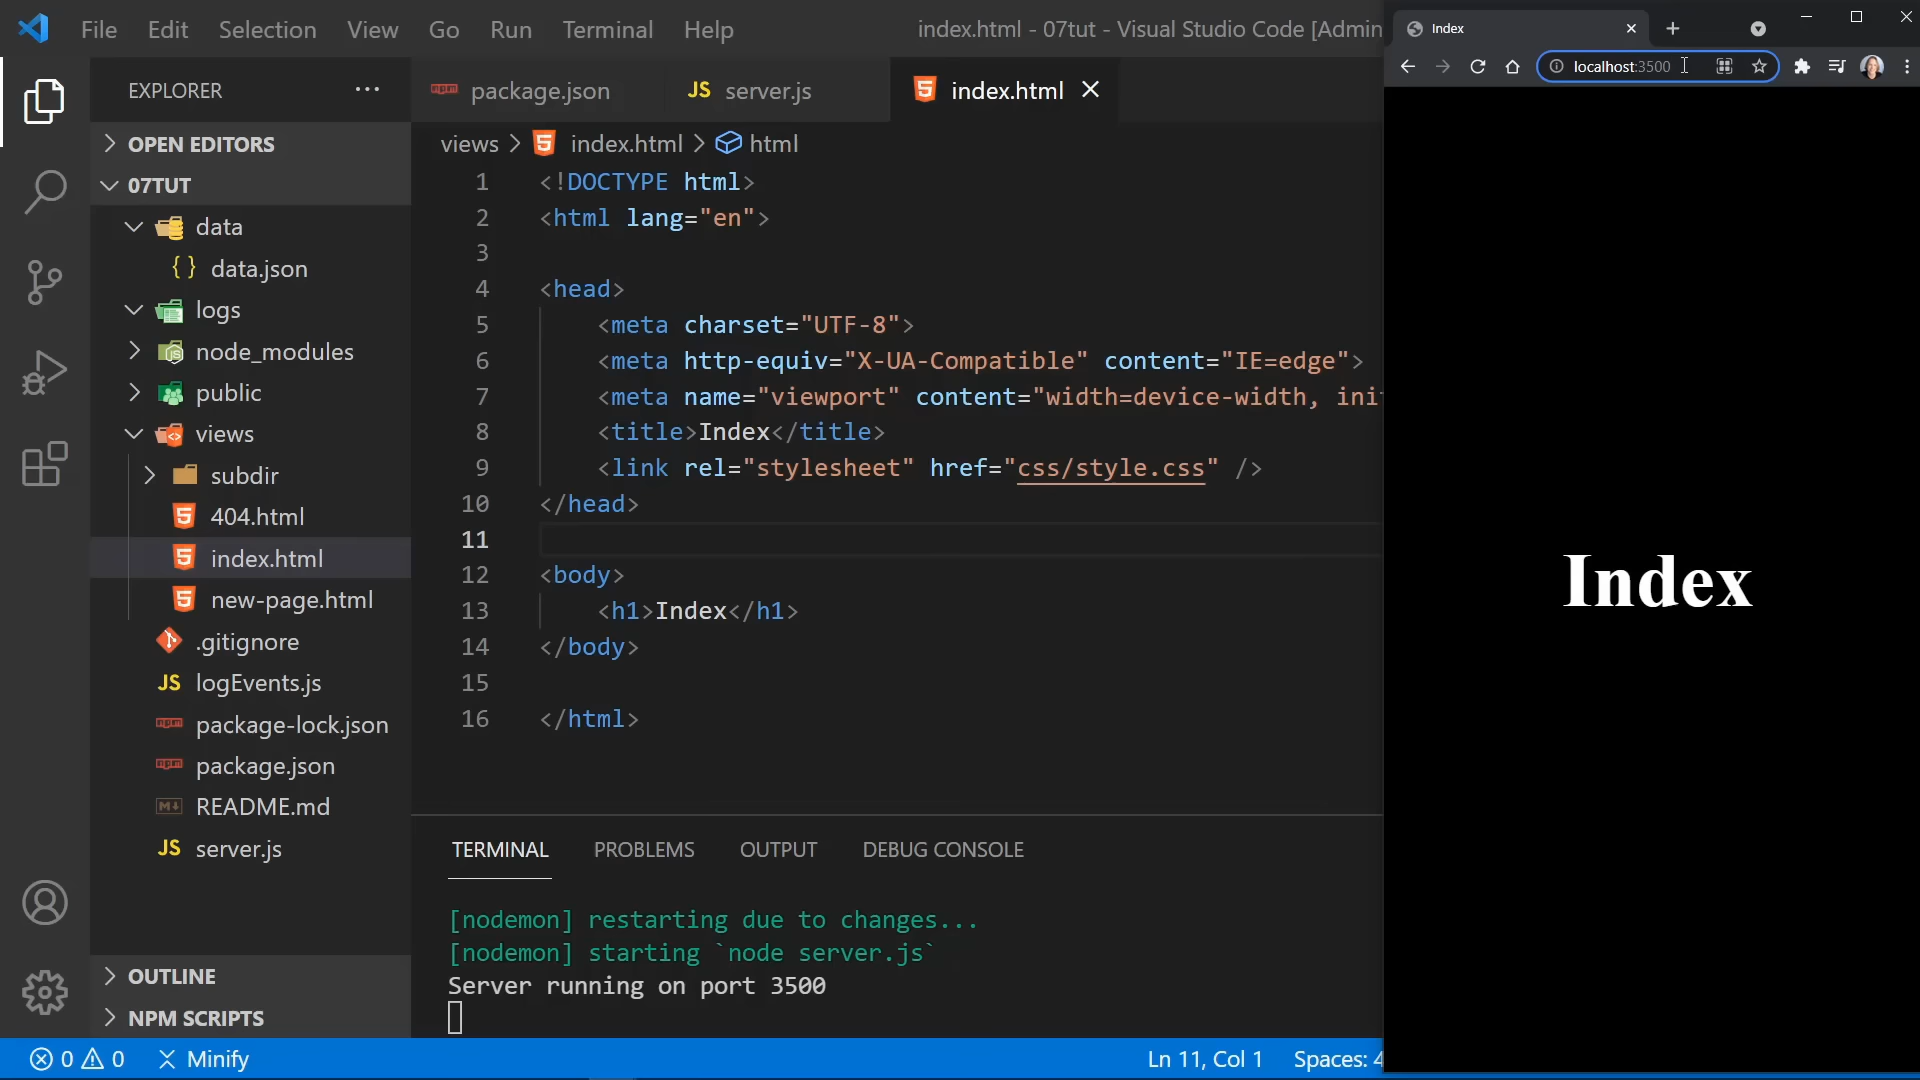 File Edit Selection View Go Run Terminal Help
index.html - 07tut - Visual Studio Code [Admin
Index
localhost:3500
EXPLORER
OPEN EDITORS
07TUT
data
{ } data.json
logs
node_modules
public
views
subdir
404.html
index.html
new-page.html
.gitignore
JS logEvents.js
package-lock.json
package.json
README.md
JS server.js
OUTLINE
NPM SCRIPTS
package.json
JS server.js
index.html
views > index.html > html
1 <!DOCTYPE html>
2 <html lang="en">
3
4 <head>
5 <meta charset="UTF-8">
6 <meta http-equiv="X-UA-Compatible" content="IE=edge">
7 <meta name="viewport" content="width=device-width, ini
8 <title>Index</title>
9 <link rel="stylesheet" href="css/style.css" />
10 </head>
11
12 <body>
13 <h1>Index</h1>
14 </body>
15
16 </html>
TERMINAL PROBLEMS OUTPUT DEBUG CONSOLE
[nodemon] restarting due to changes...
[nodemon] starting `node server.js`
Server running on port 3500
0 0 Minify
Ln 11, Col 1 Spaces: 4
Index